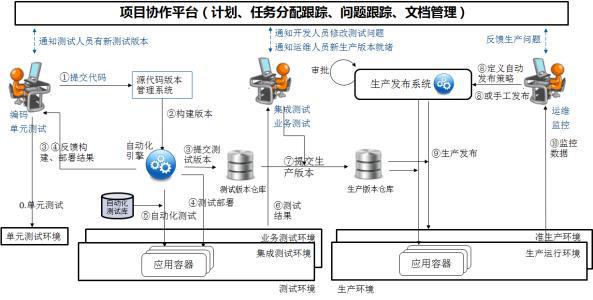 项目协作平台（计划、任务分配跟踪、问题跟踪、文档管理）
通知测试人员有新测试版本
通知开发人员修改测试问题
通知运维人员新生产版本就绪
反馈生产问题
①提交代码
源代码版本
管理系统
审批
生产发布系统
⑧定义自动
发布策略
⑧或手工发布
编码
单元测试
②构建版本
集成测试
业务测试
运维
监控
③④反馈构
建、部署结果
自动化
引擎
③提交测
试版本
测试版本仓库
⑦提交生
产版本
生产版本仓库
⑨生产发布
⑩监控
数据
0.单元测试
自动化
测试库
④测试部署
⑤自动化测试
⑥测试
结果
单元测试环境
业务测试环境
集成测试环境
应用容器
测试环境
准生产环境
生产运行环境
应用容器
生产环境